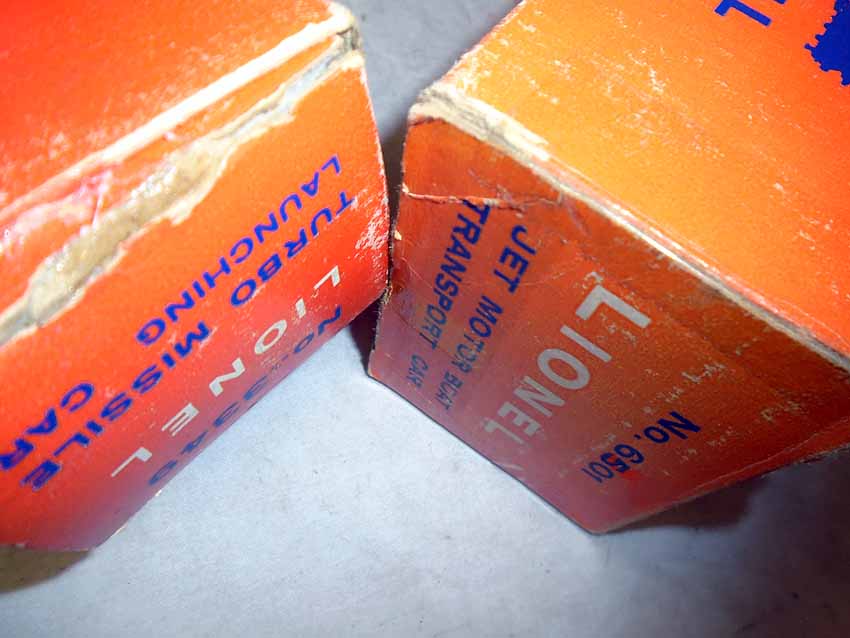 No. 3349
LIONEL
TURBO MISSILE
LAUNCHING CAR
No. 6501
LIONEL
JET MOTOR BOAT
TRANSPORT CAR